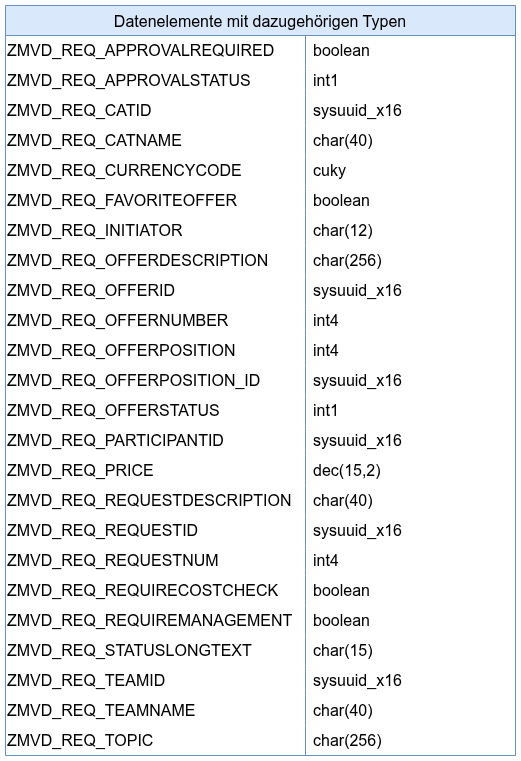 Datenelemente mit dazugehörigen Typen
ZMVD_REQ_APPROVALREQUIRED boolean
ZMVD_REQ_APPROVALSTATUS int1
ZMVD_REQ_CATID sysuuid_x16
ZMVD_REQ_CATNAME char(40)
ZMVD_REQ_CURRENCYCODE cuky
ZMVD_REQ_FAVORITEOFFER boolean
ZMVD_REQ_INITIATOR char(12)
ZMVD_REQ_OFFERDESCRIPTION char(256)
ZMVD_REQ_OFFERID sysuuid_x16
ZMVD_REQ_OFFERNUMBER int4
ZMVD_REQ_OFFERPOSITION int4
ZMVD_REQ_OFFERPOSITION_ID sysuuid_x16
ZMVD_REQ_OFFERSTATUS int1
ZMVD_REQ_PARTICIPANTID sysuuid_x16
ZMVD_REQ_PRICE dec(15,2)
ZMVD_REQ_REQUESTDESCRIPTION char(40)
ZMVD_REQ_REQUESTID sysuuid_x16
ZMVD_REQ_REQUESTNUM int4
ZMVD_REQ_REQUIRECOSTCHECK boolean
ZMVD_REQ_REQUIREMANAGEMENT boolean
ZMVD_REQ_STATUSLONGTEXT char(15)
ZMVD_REQ_TEAMID sysuuid_x16
ZMVD_REQ_TEAMNAME char(40)
ZMVD_REQ_TOPIC char(256)